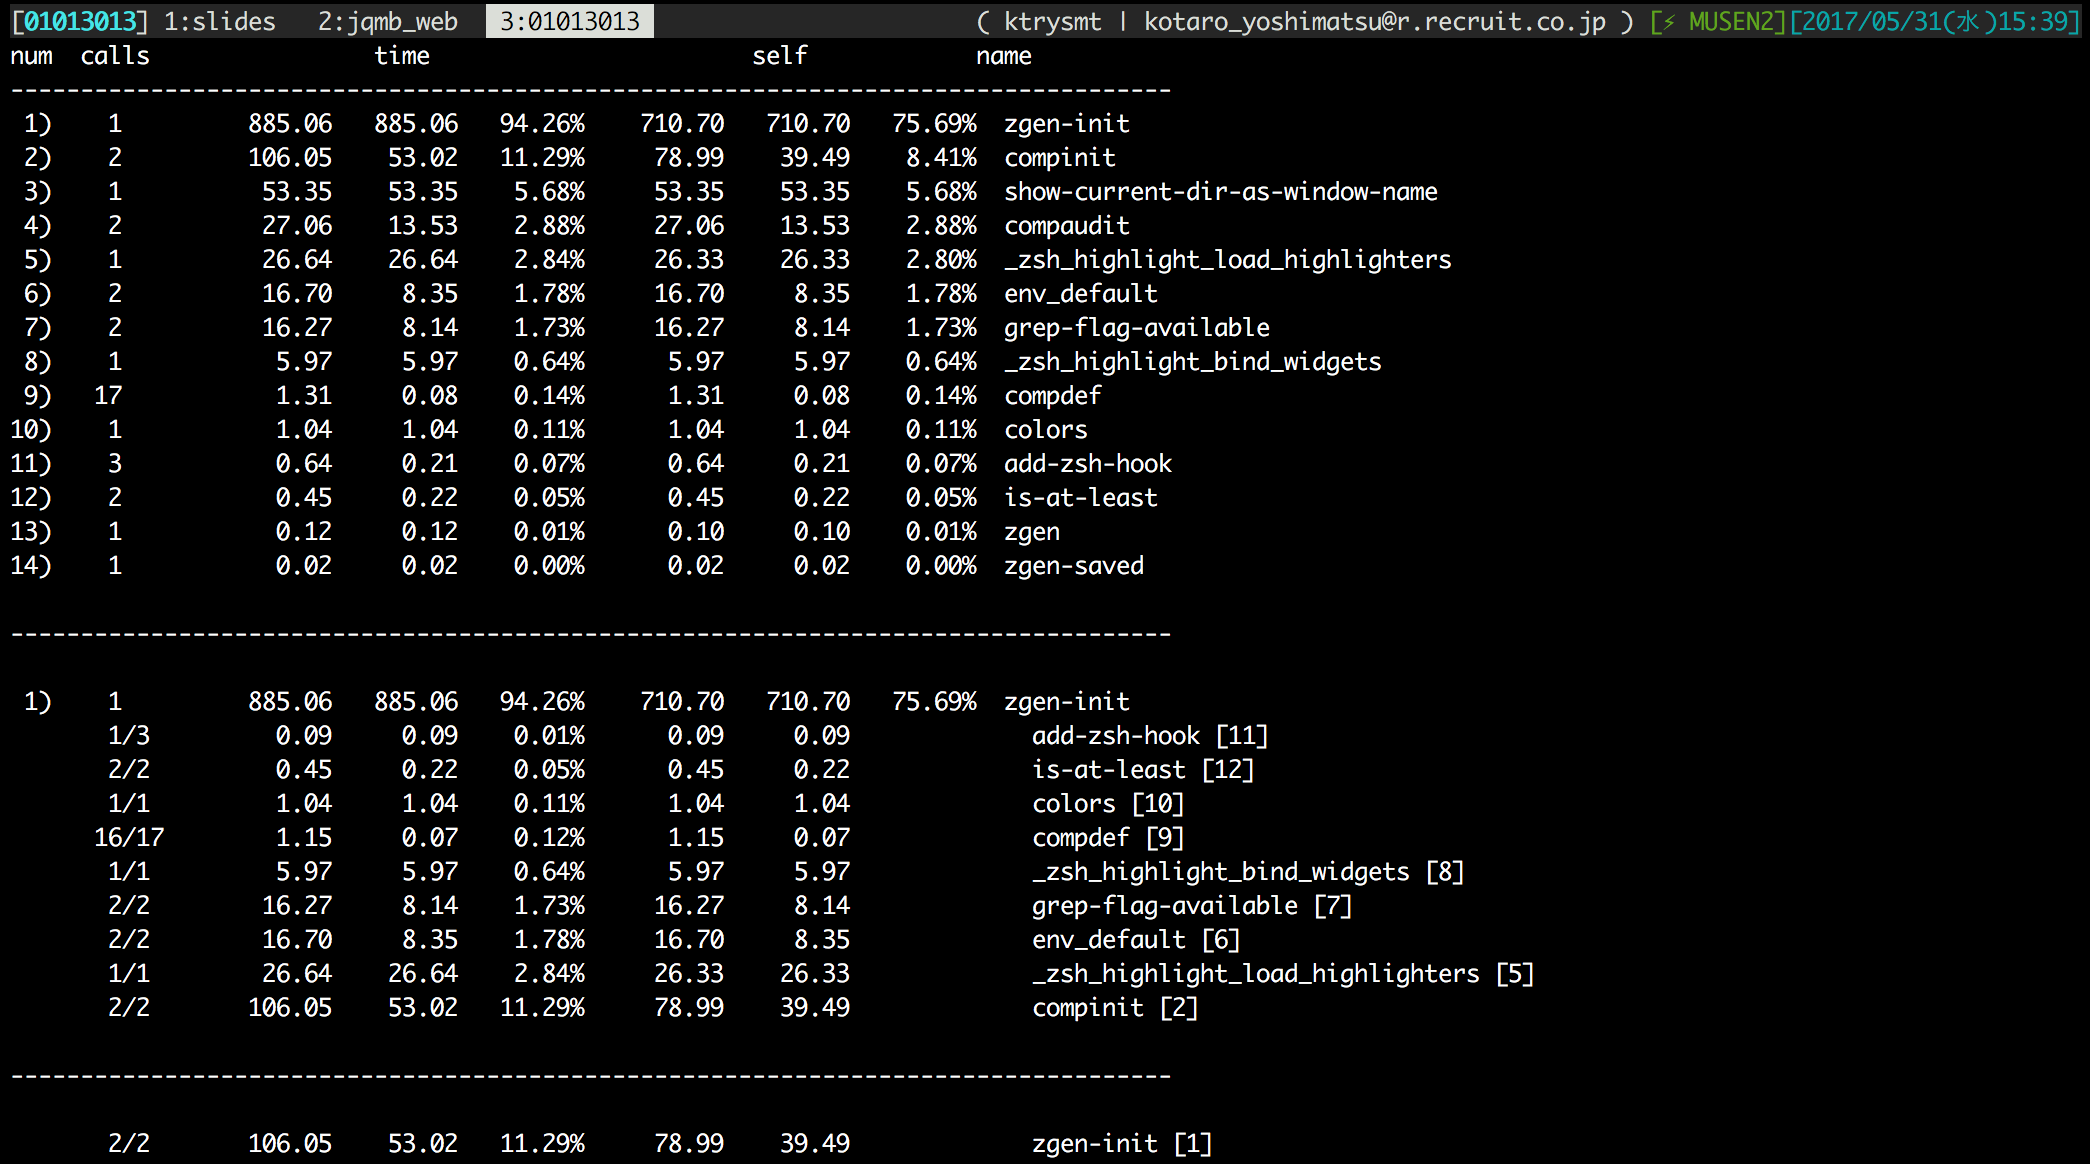 [01013013] 1:slides 2:jqmb_web 3:01013013 ( ktrysmt | kotaro_yoshimatsu@r.recruit.co.jp ) [⚡ MUSEN2][2017/05/31(水)15:39]
num calls time self name
-----------------------------------------------------------------------------------
1) 1 885.06 885.06 94.26% 710.70 710.70 75.69% zgen-init
2) 2 106.05 53.02 11.29% 78.99 39.49 8.41% compinit
3) 1 53.35 53.35 5.68% 53.35 53.35 5.68% show-current-dir-as-window-name
4) 2 27.06 13.53 2.88% 27.06 13.53 2.88% compaudit
5) 1 26.64 26.64 2.84% 26.33 26.33 2.80% _zsh_highlight_load_highlighters
6) 2 16.70 8.35 1.78% 16.70 8.35 1.78% env_default
7) 2 16.27 8.14 1.73% 16.27 8.14 1.73% grep-flag-available
8) 1 5.97 5.97 0.64% 5.97 5.97 0.64% _zsh_highlight_bind_widgets
9) 17 1.31 0.08 0.14% 1.31 0.08 0.14% compdef
10) 1 1.04 1.04 0.11% 1.04 1.04 0.11% colors
11) 3 0.64 0.21 0.07% 0.64 0.21 0.07% add-zsh-hook
12) 2 0.45 0.22 0.05% 0.45 0.22 0.05% is-at-least
13) 1 0.12 0.12 0.01% 0.10 0.10 0.01% zgen
14) 1 0.02 0.02 0.00% 0.02 0.02 0.00% zgen-saved
-----------------------------------------------------------------------------------
1) 1 885.06 885.06 94.26% 710.70 710.70 75.69% zgen-init
1/3 0.09 0.09 0.01% 0.09 0.09 add-zsh-hook [11]
2/2 0.45 0.22 0.05% 0.45 0.22 is-at-least [12]
1/1 1.04 1.04 0.11% 1.04 1.04 colors [10]
16/17 1.15 0.07 0.12% 1.15 0.07 compdef [9]
1/1 5.97 5.97 0.64% 5.97 5.97 _zsh_highlight_bind_widgets [8]
2/2 16.27 8.14 1.73% 16.27 8.14 grep-flag-available [7]
2/2 16.70 8.35 1.78% 16.70 8.35 env_default [6]
1/1 26.64 26.64 2.84% 26.33 26.33 _zsh_highlight_load_highlighters [5]
2/2 106.05 53.02 11.29% 78.99 39.49 compinit [2]
-----------------------------------------------------------------------------------
2/2 106.05 53.02 11.29% 78.99 39.49 zgen-init [1]